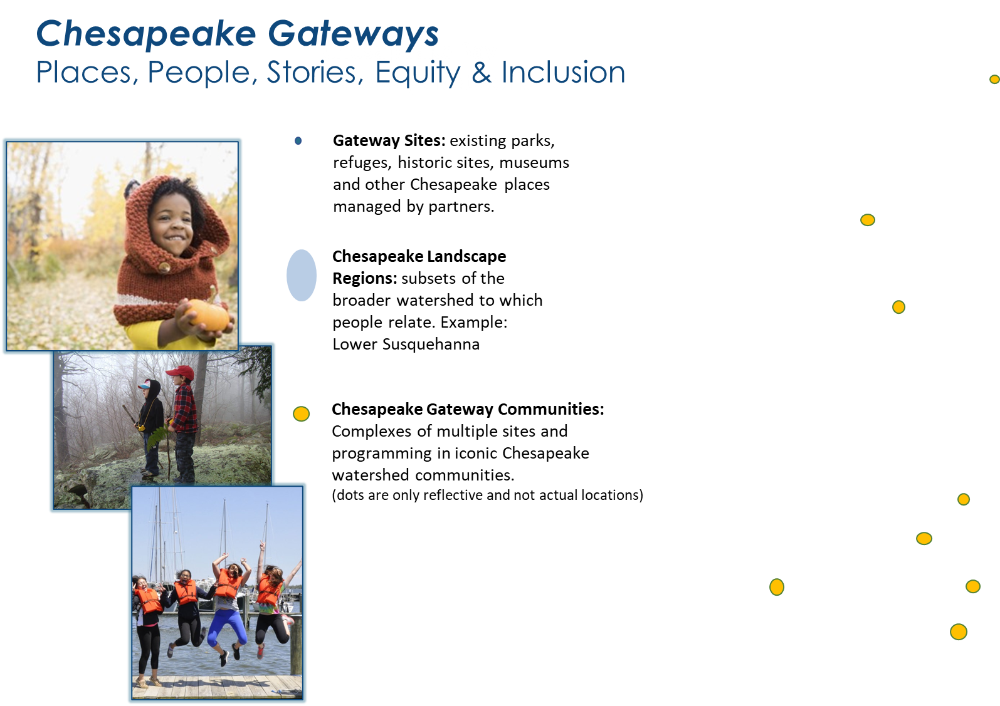 Chesapeake Gateways
Places, People, Stories, Equity & Inclusion
Gateway Sites: existing parks,
refuges, historic sites, museums
and other Chesapeake places
managed by partners.
Chesapeake Landscape
Regions: subsets of the
broader watershed to which
people relate. Example:
Lower Susquehanna
Chesapeake Gateway Communities:
Complexes of multiple sites and
programming in iconic Chesapeake
watershed communities.
(dots are only reflective and not actual locations)